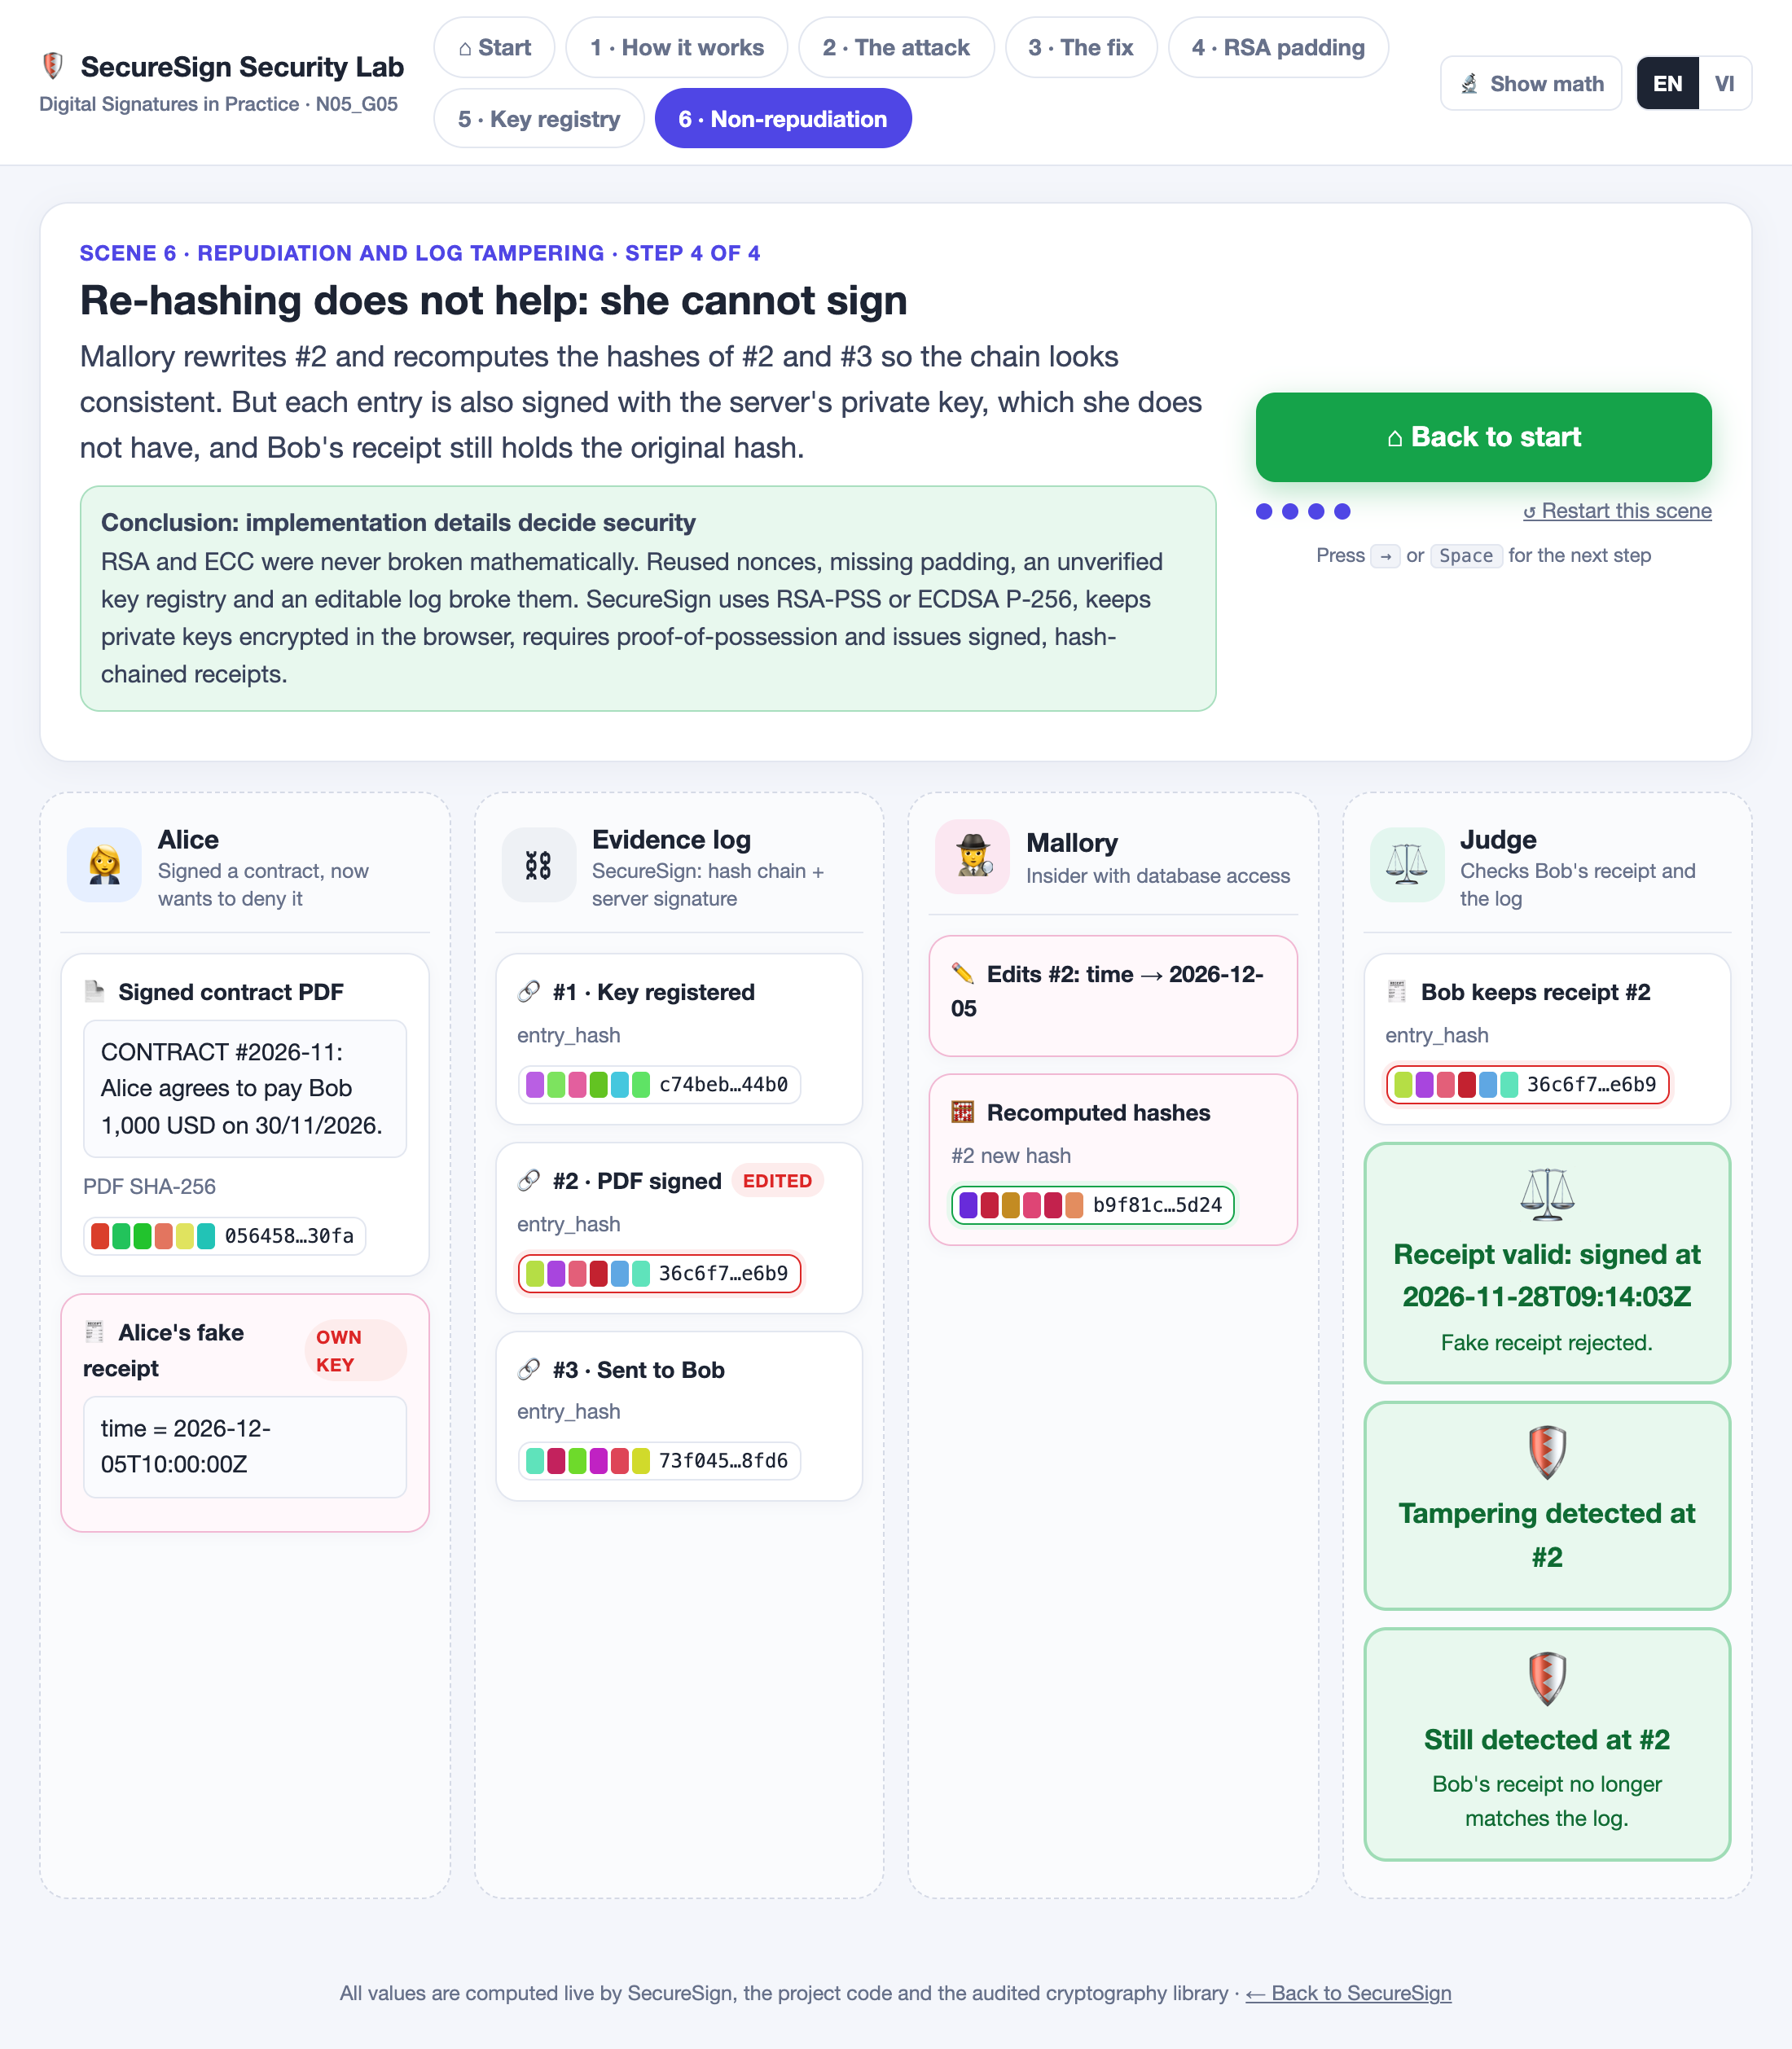 SecureSign Security Lab
Digital Signatures in Practice · N05_G05
⌂ Start
1 · How it works
2 · The attack
3 · The fix
4 · RSA padding
5 · Key registry
6 · Non-repudiation
Show math
EN
VI
SCENE 6 · REPUDIATION AND LOG TAMPERING · STEP 4 OF 4
Re-hashing does not help: she cannot sign
Mallory rewrites #2 and recomputes the hashes of #2 and #3 so the chain looks
consistent. But each entry is also signed with the server's private key, which she does
not have, and Bob's receipt still holds the original hash.
Conclusion: implementation details decide security
RSA and ECC were never broken mathematically. Reused nonces, missing padding, an unverified
key registry and an editable log broke them. SecureSign uses RSA-PSS or ECDSA P-256, keeps
private keys encrypted in the browser, requires proof-of-possession and issues signed, hash-
chained receipts.
⌂ Back to start
↺ Restart this scene
Press → or Space for the next step
Alice
Signed a contract, now
wants to deny it
Signed contract PDF
CONTRACT #2026-11:
Alice agrees to pay Bob
1,000 USD on 30/11/2026.
PDF SHA-256
056458…30fa
Alice's fake
receipt
OWN
KEY
time = 2026-12-
05T10:00:00Z
Evidence log
SecureSign: hash chain +
server signature
#1 · Key registered
entry_hash
c74beb…44b0
#2 · PDF signed
EDITED
entry_hash
36c6f7…e6b9
#3 · Sent to Bob
entry_hash
73f045…8fd6
Mallory
Insider with database access
Edits #2: time → 2026-12-
05
Recomputed hashes
#2 new hash
b9f81c…5d24
Judge
Checks Bob's receipt and
the log
Bob keeps receipt #2
entry_hash
36c6f7…e6b9
Receipt valid: signed at
2026-11-28T09:14:03Z
Fake receipt rejected.
Tampering detected at
#2
Still detected at #2
Bob's receipt no longer
matches the log.
All values are computed live by SecureSign, the project code and the audited cryptography library · ← Back to SecureSign